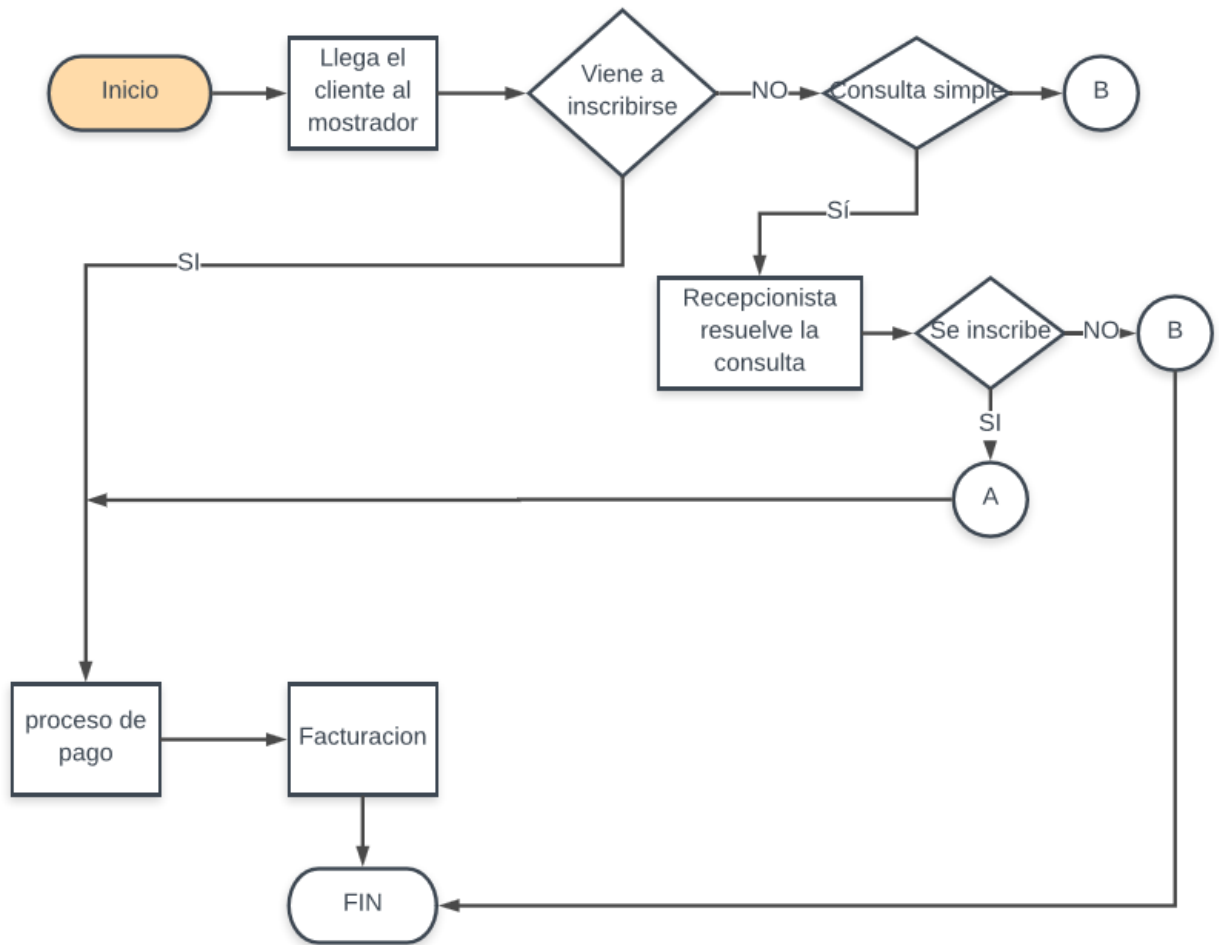 Inicio
Llega el
cliente al
mostrador
Viene a
inscribirse
NO
Consulta simple
B
Sí
SI
Recepcionista
resuelve la
consulta
Se inscribe
NO
B
SI
A
proceso de
pago
Facturacion
FIN